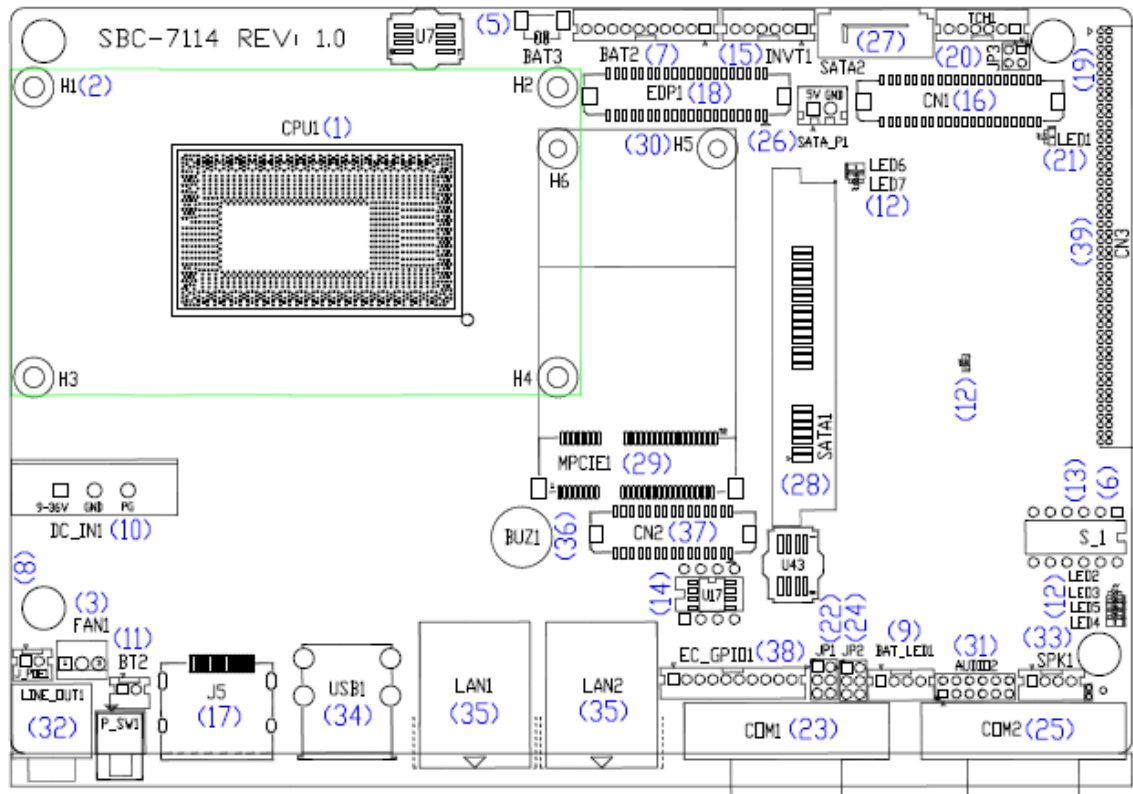 SBC-7114 REV: 1.0
U7
(5)
BAT3
BAT2
(7)
(15)
INVT1
(27)
SATA2
TCH1
(20)
JP3
(19)
H1(2)
H2
EDP1(18)
5V GND
CN1(16)
CPU1(1)
(30)H5
(26)
SATA_P1
LED1
(21)
H6
LED6
LED7
(12)
(39)
CN3
H3
H4
(12)
SATA1
MPCIE1 (29)
(28)
(13)
(6)
9-36V GND PG
DC_IN1(10)
BUZ1
(36)
CN2(37)
S_1
U43
(8)
(14)
U17
LED2
LED3
LED5
LED4
(12)
(3)
FAN1
(11)
BT2
(22)
(24)
JP1
JP2
(9)
BAT_LED1
(31)
AUDIO2
(33)
SPK1
EC_GPIO1(38)
J_POE1
LINE_OUT1
(32)
P_SW1
J5
(17)
USB1
(34)
LAN1
(35)
LAN2
(35)
COM1(23)
COM2(25)